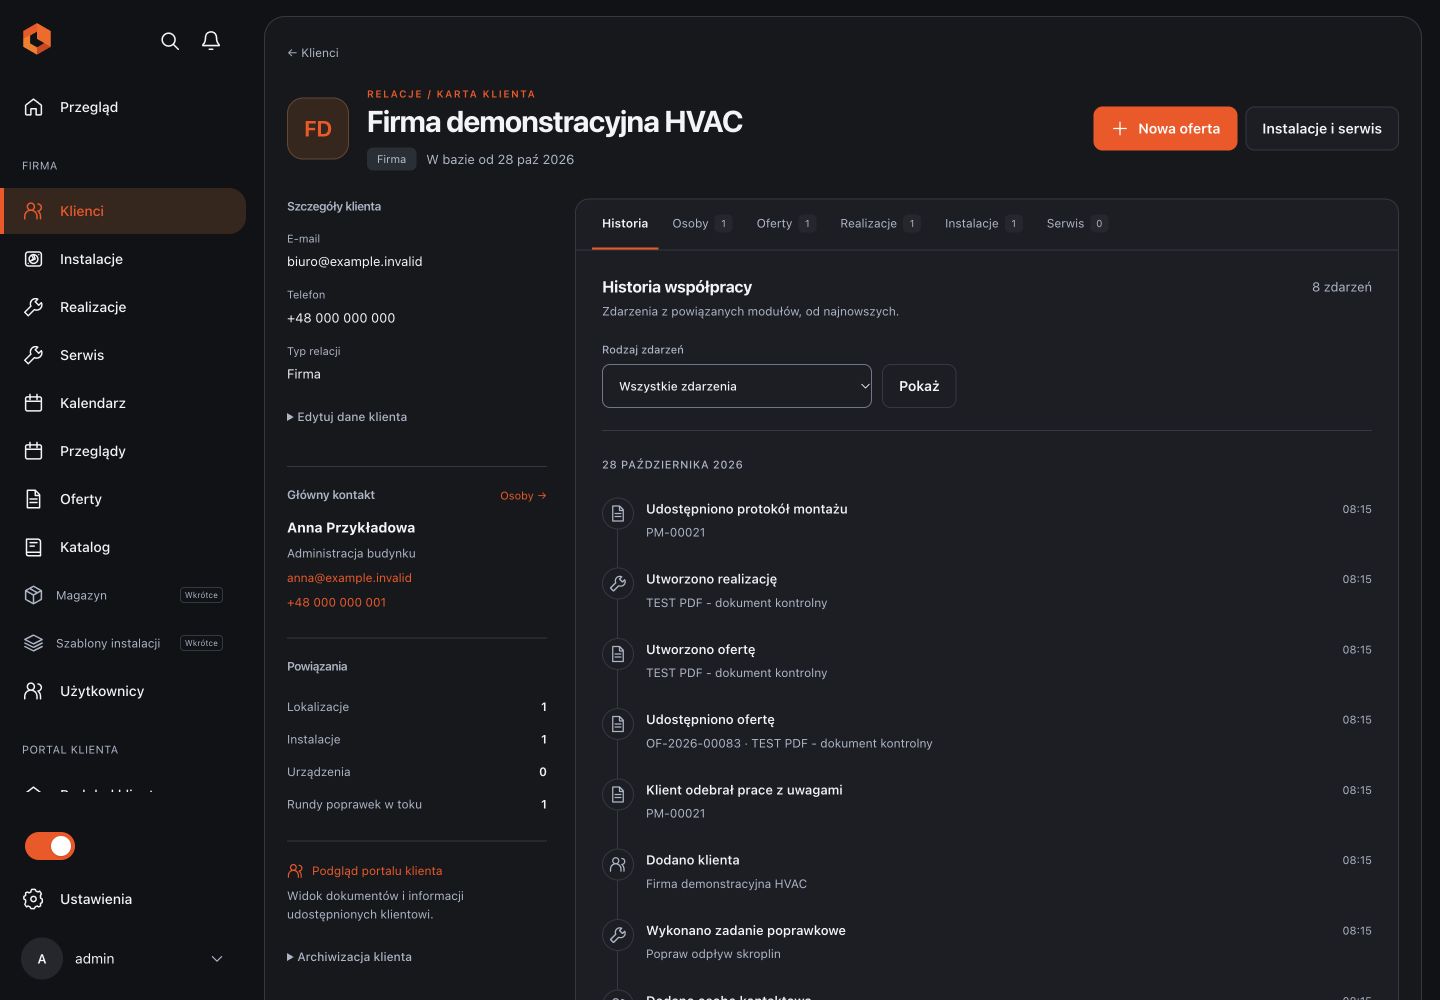 Przegląd
FIRMA
Klienci
Instalacje
Realizacje
Serwis
Kalendarz
Przeglądy
Oferty
Katalog
Magazyn Wkrótce
Szablony instalacji Wkrótce
Użytkownicy
PORTAL KLIENTA
Ustawienia
A admin
← Klienci
FD
RELACJE / KARTA KLIENTA
Firma demonstracyjna HVAC
Firma W bazie od 28 paź 2026
+ Nowa oferta
Instalacje i serwis
Szczegóły klienta
E-mail
biuro@example.invalid
Telefon
+48 000 000 000
Typ relacji
Firma
▶ Edytuj dane klienta
Główny kontakt Osoby →
Anna Przykładowa
Administracja budynku
anna@example.invalid
+48 000 000 001
Powiązania
Lokalizacje 1
Instalacje 1
Urządzenia 0
Rundy poprawek w toku 1
Podgląd portalu klienta
Widok dokumentów i informacji
udostępnionych klientowi.
▶ Archiwizacja klienta
Historia Osoby 1 Oferty 1 Realizacje 1 Instalacje 1 Serwis 0
Historia współpracy 8 zdarzeń
Zdarzenia z powiązanych modułów, od najnowszych.
Rodzaj zdarzeń
Wszystkie zdarzenia Pokaż
28 PAŹDZIERNIKA 2026
Udostępniono protokół montażu 08:15
PM-00021
Utworzono realizację 08:15
TEST PDF - dokument kontrolny
Utworzono ofertę 08:15
TEST PDF - dokument kontrolny
Udostępniono ofertę 08:15
OF-2026-00083 · TEST PDF - dokument kontrolny
Klient odebrał prace z uwagami 08:15
PM-00021
Dodano klienta 08:15
Firma demonstracyjna HVAC
Wykonano zadanie poprawkowe 08:15
Popraw odpływ skroplin